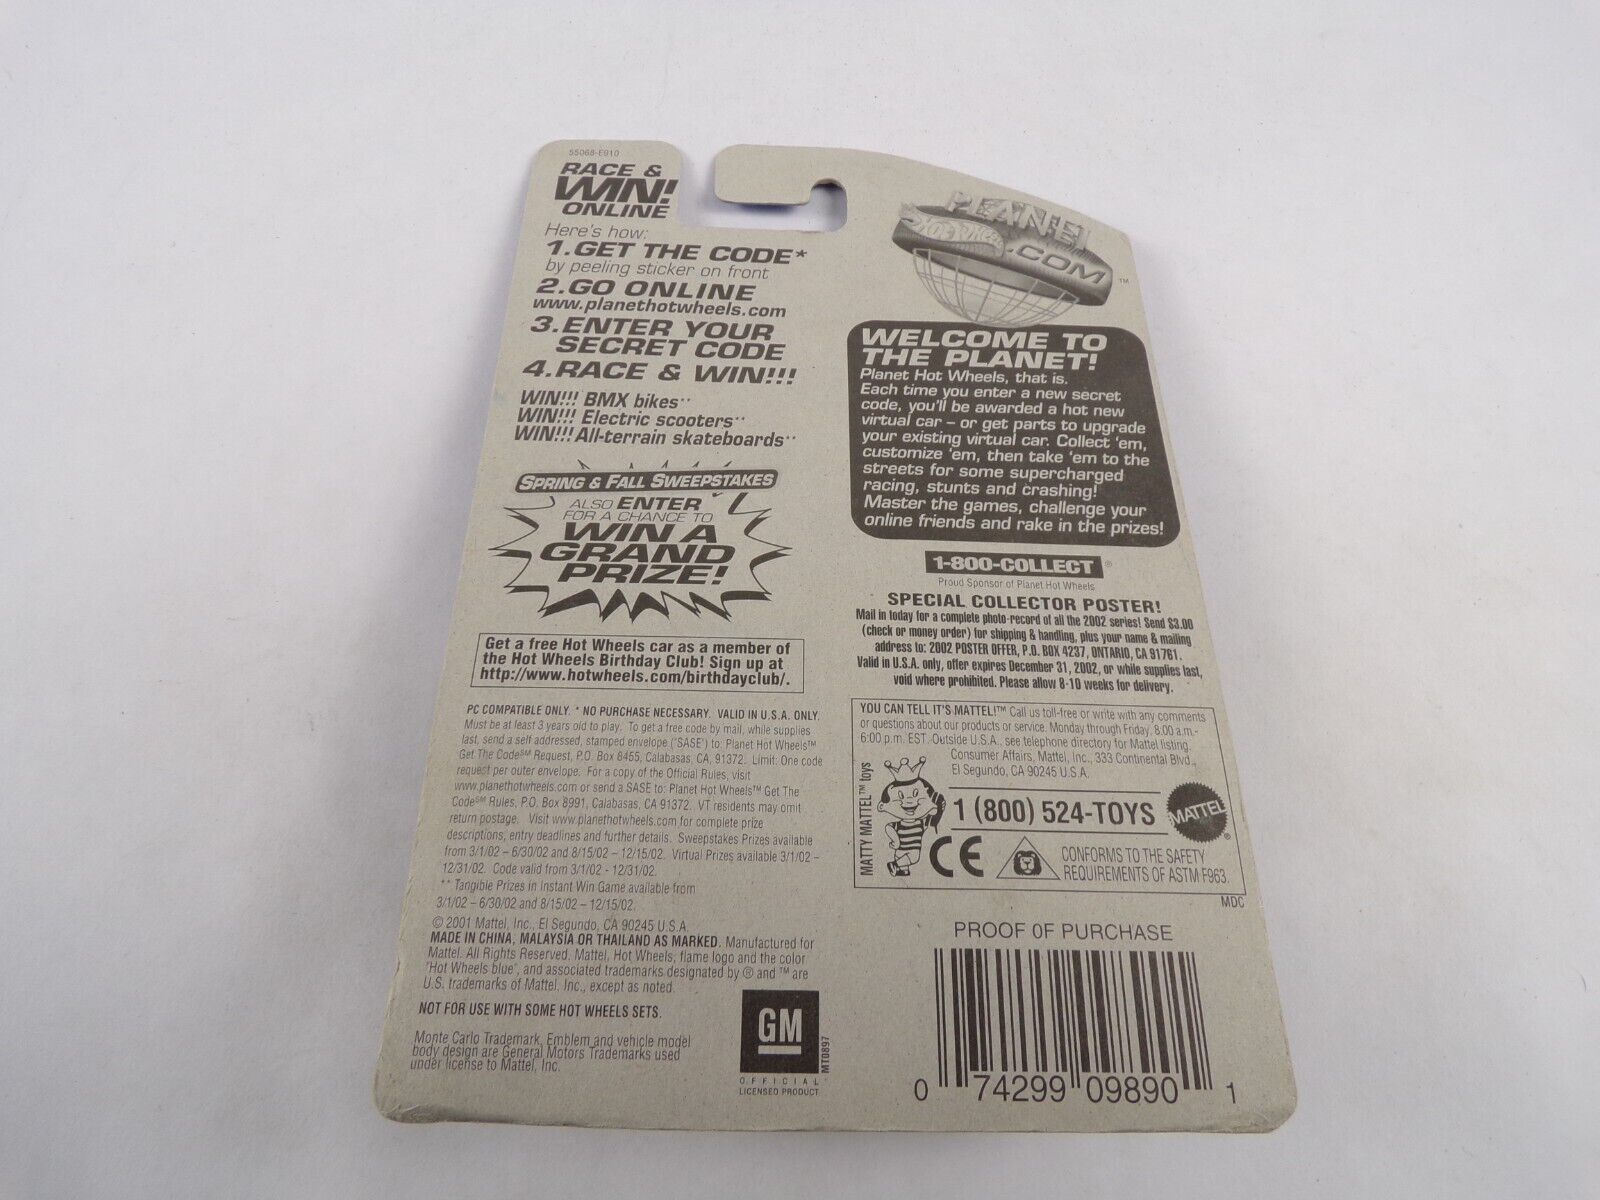 55068-E910
RACE &
WIN!
ONLINE
Here's how:
1.GET THE CODE*
by peeling sticker on front
2.GO ONLINE
www.planethotwheels.com
3.ENTER YOUR
SECRET CODE
4.RACE & WIN!!!
WIN!!! BMX bikes**
WIN!!! Electric scooters**
WIN!!! All-terrain skateboards**
SPRING & FALL SWEEPSTAKES
ALSO ENTER
FOR A CHANCE TO
WIN A
GRAND
PRIZE!
Get a free Hot Wheels car as a member of
the Hot Wheels Birthday Club! Sign up at
http://www.hotwheels.com/birthdayclub/.
PC COMPATIBLE ONLY. * NO PURCHASE NECESSARY. VALID IN U.S.A. ONLY.
Must be at least 3 years old to play. To get a free code by mail, while supplies
last, send a self addressed, stamped envelope ("SASE") to: Planet Hot Wheels™
Get The Code℠ Request, P.O. Box 8455, Calabasas, CA, 91372. Limit: One code
request per outer envelope. For a copy of the Official Rules, visit
www.planethotwheels.com or send a SASE to: Planet Hot Wheels™ Get The
Code℠ Rules, P.O. Box 8991, Calabasas, CA 91372. VT residents may omit
return postage. Visit www.planethotwheels.com for complete prize
descriptions, entry deadlines and further details. Sweepstakes Prizes available
from 3/1/02 – 6/30/02 and 8/15/02 – 12/15/02. Virtual Prizes available 3/1/02 –
12/31/02. Code valid from 3/1/02 - 12/31/02.
** Tangible Prizes in Instant Win Game available from
3/1/02 – 6/30/02 and 8/15/02 – 12/15/02.
© 2001 Mattel, Inc., El Segundo, CA 90245 U.S.A.
MADE IN CHINA, MALAYSIA OR THAILAND AS MARKED. Manufactured for
Mattel. All Rights Reserved. Mattel, Hot Wheels, flame logo and the color
"Hot Wheels blue", and associated trademarks designated by ® and ™ are
U.S. trademarks of Mattel, Inc., except as noted.
NOT FOR USE WITH SOME HOT WHEELS SETS.
Monte Carlo Trademark, Emblem and vehicle model
body design are General Motors Trademarks used
under license to Mattel, Inc.
GM
OFFICIAL
LICENSED PRODUCT
MT0897
PLANET
HOT WHEELS
.COM
™
WELCOME TO
THE PLANET!
Planet Hot Wheels, that is.
Each time you enter a new secret
code, you'll be awarded a hot new
virtual car – or get parts to upgrade
your existing virtual car. Collect 'em,
customize 'em, then take 'em to the
streets for some supercharged
racing, stunts and crashing!
Master the games, challenge your
online friends and rake in the prizes!
1-800-COLLECT ®
Proud Sponsor of Planet Hot Wheels
SPECIAL COLLECTOR POSTER!
Mail in today for a complete photo-record of all the 2002 series! Send $3.00
(check or money order) for shipping & handling, plus your name & mailing
address to: 2002 POSTER OFFER, P.O. BOX 4237, ONTARIO, CA 91761.
Valid in U.S.A. only, offer expires December 31, 2002, or while supplies last,
void where prohibited. Please allow 8-10 weeks for delivery.
YOU CAN TELL IT'S MATTEL!™ Call us toll-free or write with any comments
or questions about our products or service. Monday through Friday, 8:00 a.m.-
6:00 p.m. EST. Outside U.S.A., see telephone directory for Mattel listing.
Consumer Affairs, Mattel, Inc., 333 Continental Blvd.,
El Segundo, CA 90245 U.S.A.
MATTY MATTEL™ toys
1 (800) 524-TOYS
MATTEL ®
CE
CONFORMS TO THE SAFETY
REQUIREMENTS OF ASTM F963.
MDC
PROOF OF PURCHASE
0 74299 09890 1